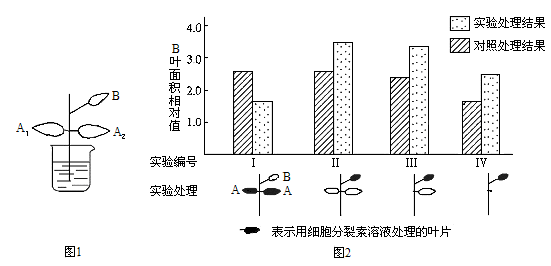 实验处理结果
对照处理结果
B叶面积相对值
4.0
3.0
2.0
1.0
B
A₁
A₂
实验编号 I II III IV
实验处理
B
A A
表示用细胞分裂素溶液处理的叶片
图1 图2